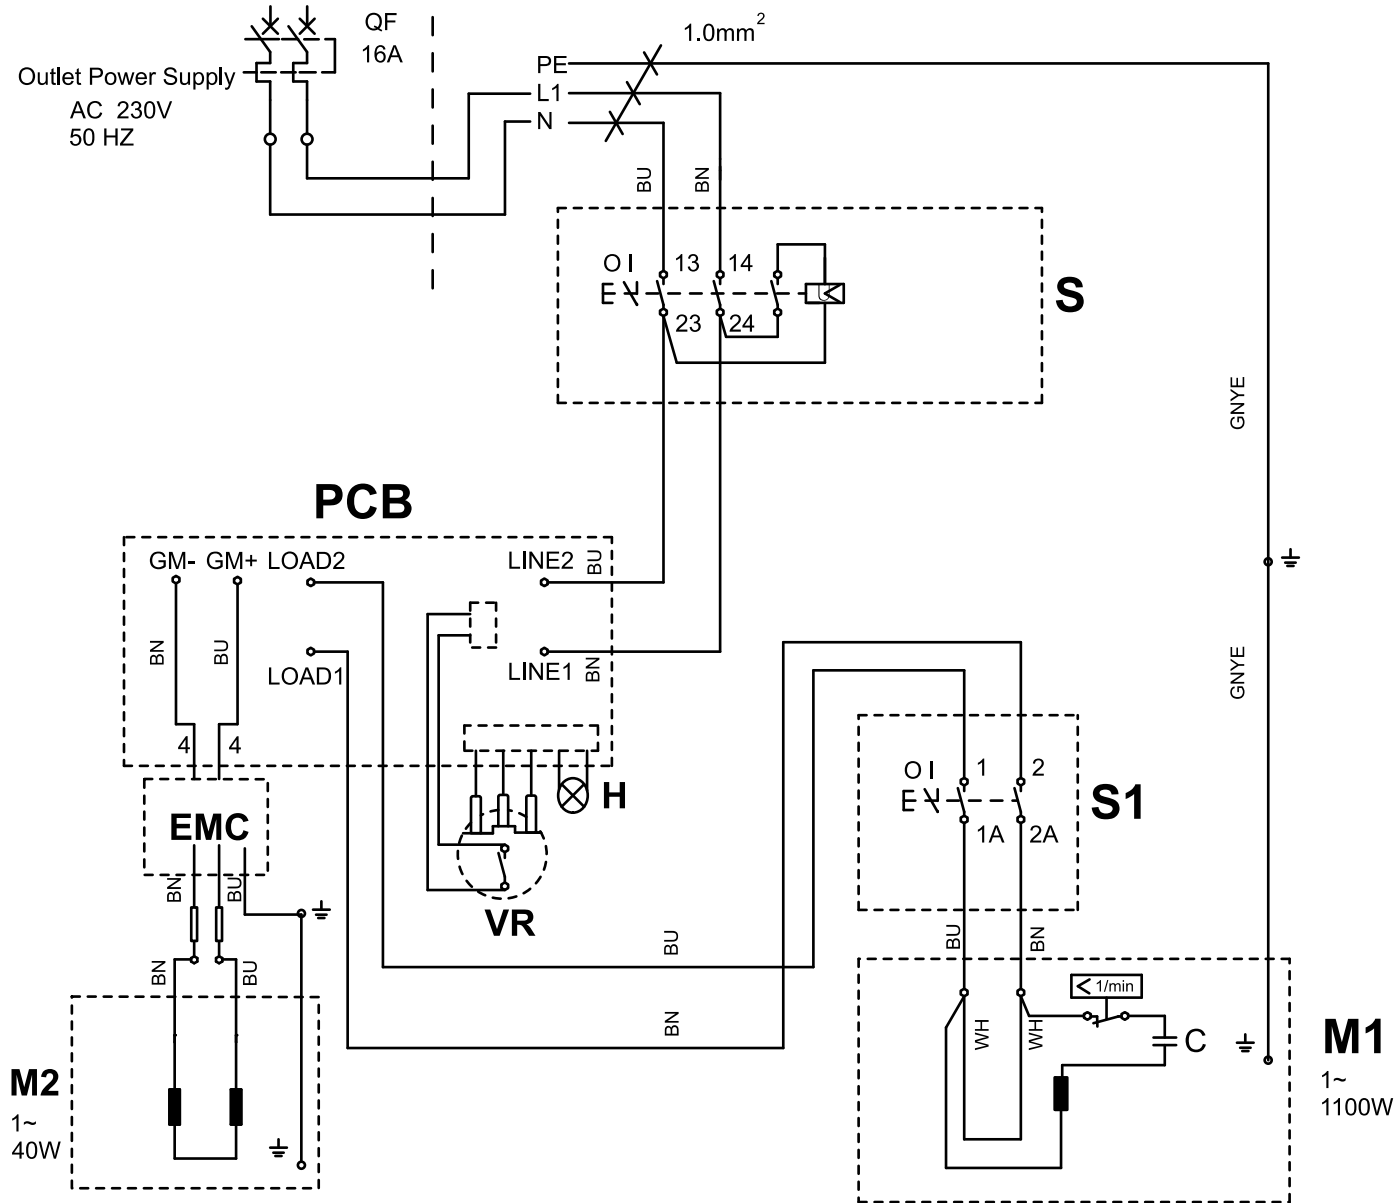 QF
16A
1.0mm²
Outlet Power Supply
AC 230V
50 HZ
PE
L1
N
BU
BN
O I
13
14
23
24
S
GNYE
PCB
GM-
GM+
LOAD2
LINE2
BU
BN
BU
LOAD1
LINE1
BN
GNYE
4
4
H
EMC
O I
1
2
1A
2A
S1
BN
BU
VR
BU
BU
BN
BN
BU
BN
< 1/min
WH
WH
C
M1
1~
1100W
M2
1~
40W